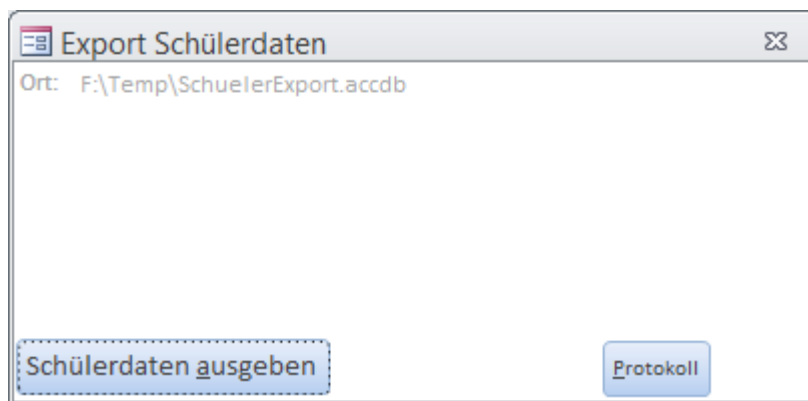 Export Schülerdaten
Ort: F:\Temp\SchuelerExport.accdb
Schülerdaten ausgeben
Protokoll